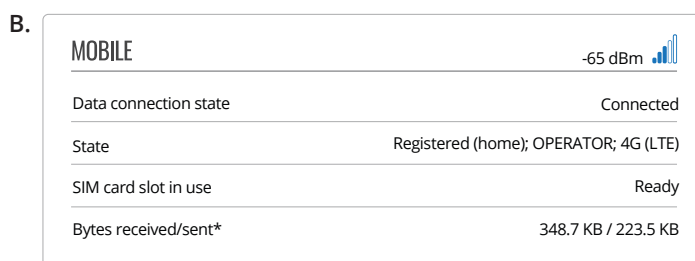 B.
MOBILE -65 dBm
Data connection state Connected
State Registered (home); OPERATOR; 4G (LTE)
SIM card slot in use Ready
Bytes received/sent* 348.7 KB / 223.5 KB